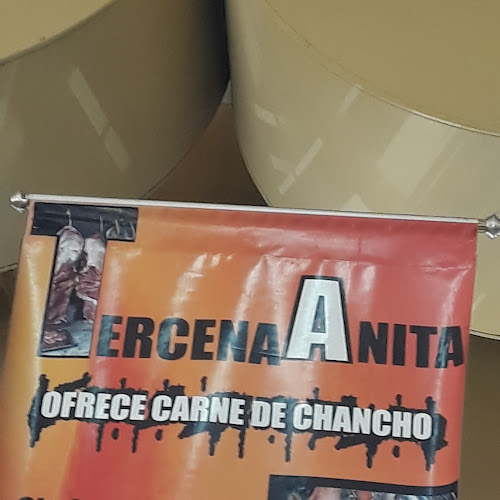 TERCENA ANITA
OFRECE CARNE DE CHANCHO